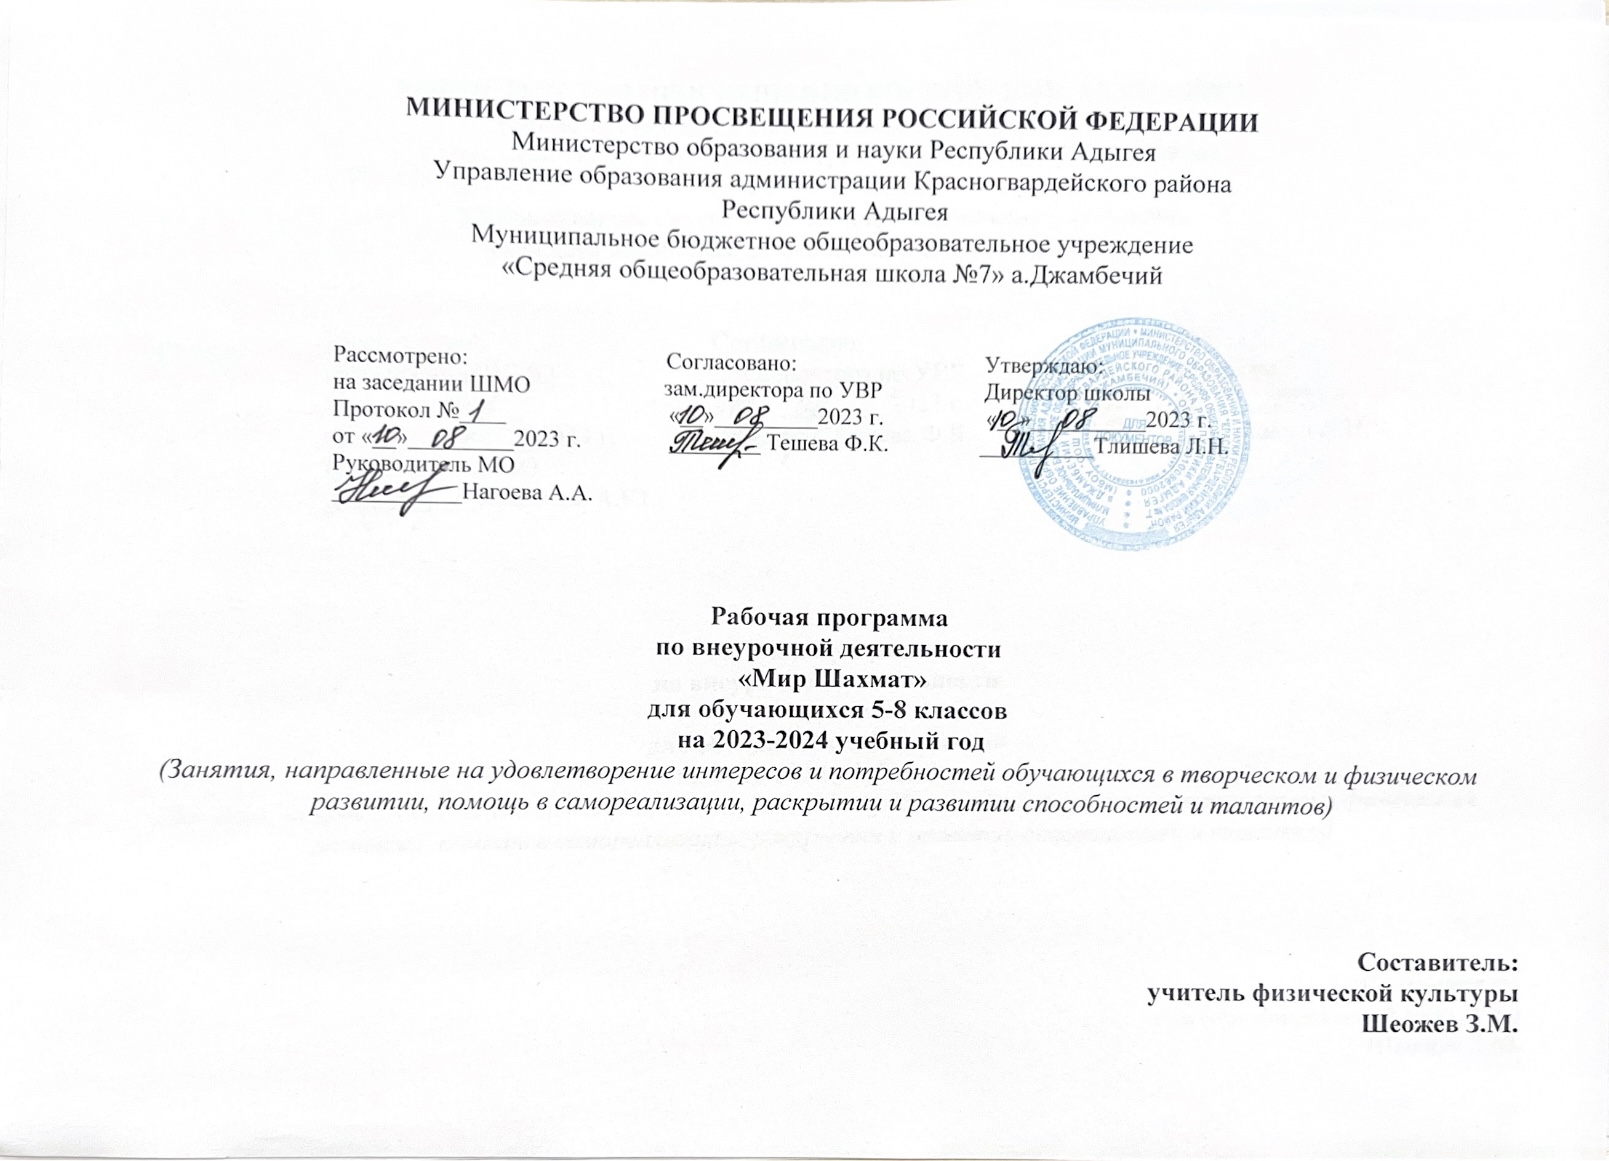 МИНИСТЕРСТВО ПРОСВЕЩЕНИЯ РОССИЙСКОЙ ФЕДЕРАЦИИ
Министерство образования и науки Республики Адыгея
Управление образования администрации Красногвардейского района
Республики Адыгея
Муниципальное бюджетное общеобразовательное учреждение
«Средняя общеобразовательная школа №7» а.Джамбечий
Рассмотрено:
на заседании ШМО
Протокол № 1
от «10» 08 2023 г.
Руководитель МО
Нагоева А.А.
Согласовано:
зам.директора по УВР
«10» 08 2023 г.
Тешева Ф.К.
Утверждаю:
Директор школы
«10» 08 2023 г.
Тлишева Л.Н.
ДЛЯ
ДОКУМЕНТОВ
Рабочая программа
по внеурочной деятельности
«Мир Шахмат»
для обучающихся 5-8 классов
на 2023-2024 учебный год
(Занятия, направленные на удовлетворение интересов и потребностей обучающихся в творческом и физическом
развитии, помощь в самореализации, раскрытии и развитии способностей и талантов)
Составитель:
учитель физической культуры
Шеожев З.М.